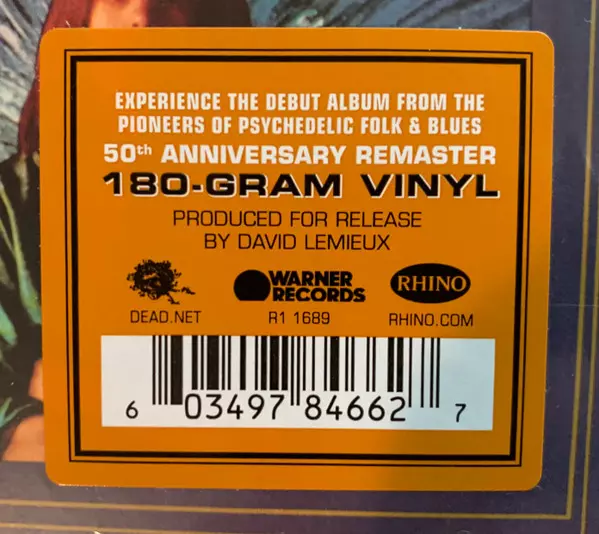 EXPERIENCE THE DEBUT ALBUM FROM THE
PIONEERS OF PSYCHEDELIC FOLK & BLUES
50th ANNIVERSARY REMASTER
180-GRAM VINYL
PRODUCED FOR RELEASE
BY DAVID LEMIEUX
DEAD.NET
WARNER
RECORDS
R1 1689
RHINO
RHINO.COM
6 03497 84662 7